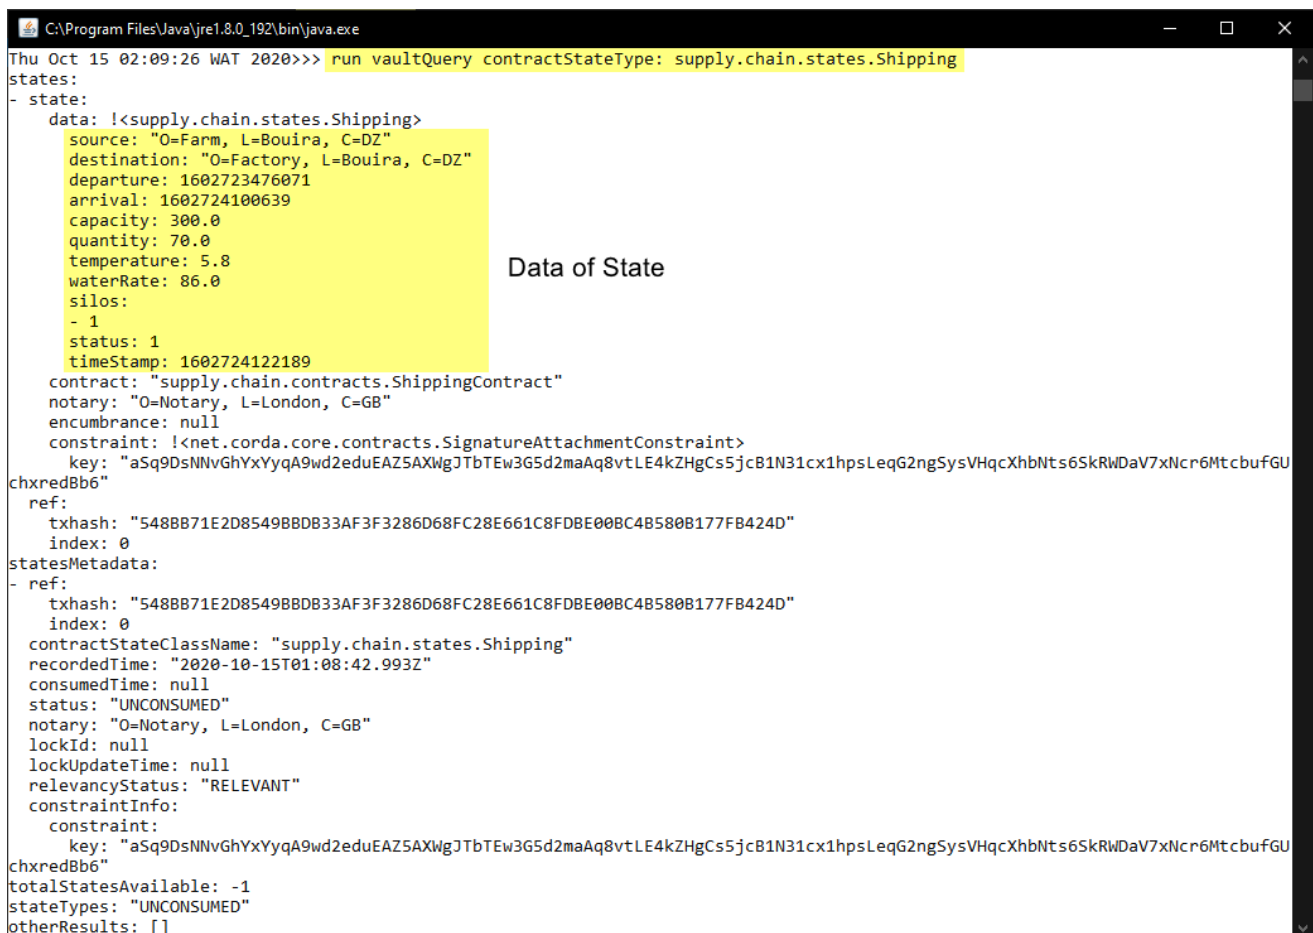 C:\Program Files\Java\jre1.8.0_192\bin\java.exe
Thu Oct 15 02:09:26 WAT 2020>>> run vaultQuery contractStateType: supply.chain.states.Shipping
states:
- state:
    data: !<supply.chain.states.Shipping>
      source: "O=Farm, L=Bouira, C=DZ"
      destination: "O=Factory, L=Bouira, C=DZ"
      departure: 1602723476071
      arrival: 1602724100639
      capacity: 300.0
      quantity: 70.0
      temperature: 5.8
      waterRate: 86.0
      silos:
      - 1
      status: 1
      timeStamp: 1602724122189
Data of State
    contract: "supply.chain.contracts.ShippingContract"
    notary: "O=Notary, L=London, C=GB"
    encumbrance: null
    constraint: !<net.corda.core.contracts.SignatureAttachmentConstraint>
      key: "aSq9DsNNvGhYxYyqA9wd2eduEAZ5AXWgJTbTEw3G5d2maAq8vtLE4kZHgCs5jcB1N31cx1hpsLeqG2ngSysVHqcXhbNts6SkRWDaV7xNcr6MtcbufGU
chxredBb6"
  ref:
    txhash: "548BB71E2D8549BBDB33AF3F3286D68FC28E661C8FDBE00BC4B580B177FB424D"
    index: 0
statesMetadata:
- ref:
    txhash: "548BB71E2D8549BBDB33AF3F3286D68FC28E661C8FDBE00BC4B580B177FB424D"
    index: 0
  contractStateClassName: "supply.chain.states.Shipping"
  recordedTime: "2020-10-15T01:08:42.993Z"
  consumedTime: null
  status: "UNCONSUMED"
  notary: "O=Notary, L=London, C=GB"
  lockId: null
  lockUpdateTime: null
  relevancyStatus: "RELEVANT"
  constraintInfo:
    constraint:
      key: "aSq9DsNNvGhYxYyqA9wd2eduEAZ5AXWgJTbTEw3G5d2maAq8vtLE4kZHgCs5jcB1N31cx1hpsLeqG2ngSysVHqcXhbNts6SkRWDaV7xNcr6MtcbufGU
chxredBb6"
totalStatesAvailable: -1
stateTypes: "UNCONSUMED"
otherResults: []